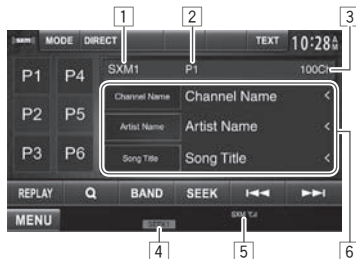 1 2 3
sxm MODE DIRECT TEXT 10:28
P1 P4 SXM1 P1 100CH
Channel Name Channel Name <
P2 P5 Artist Name Artist Name <
P3 P6 Song Title Song Title <
REPLAY Q BAND SEEK
MENU SXM
4 5 6